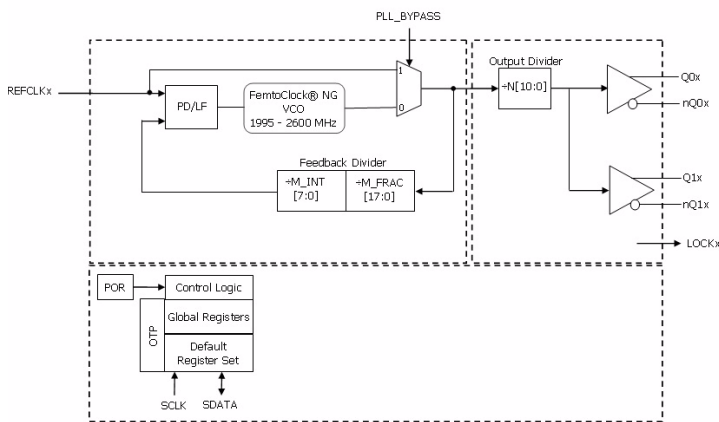 PLL_BYPASS
REFCLKx
PD/LF
FemtoClock® NG
VCO
1995 - 2600 MHz
1
0
Output Divider
÷N[10:0]
Q0x
nQ0x
Feedback Divider
÷M_INT
[7:0]
÷M_FRAC
[17:0]
Q1x
nQ1x
LOCKx
POR
Control Logic
OTP
Global Registers
Default
Register Set
SCLK
SDATA